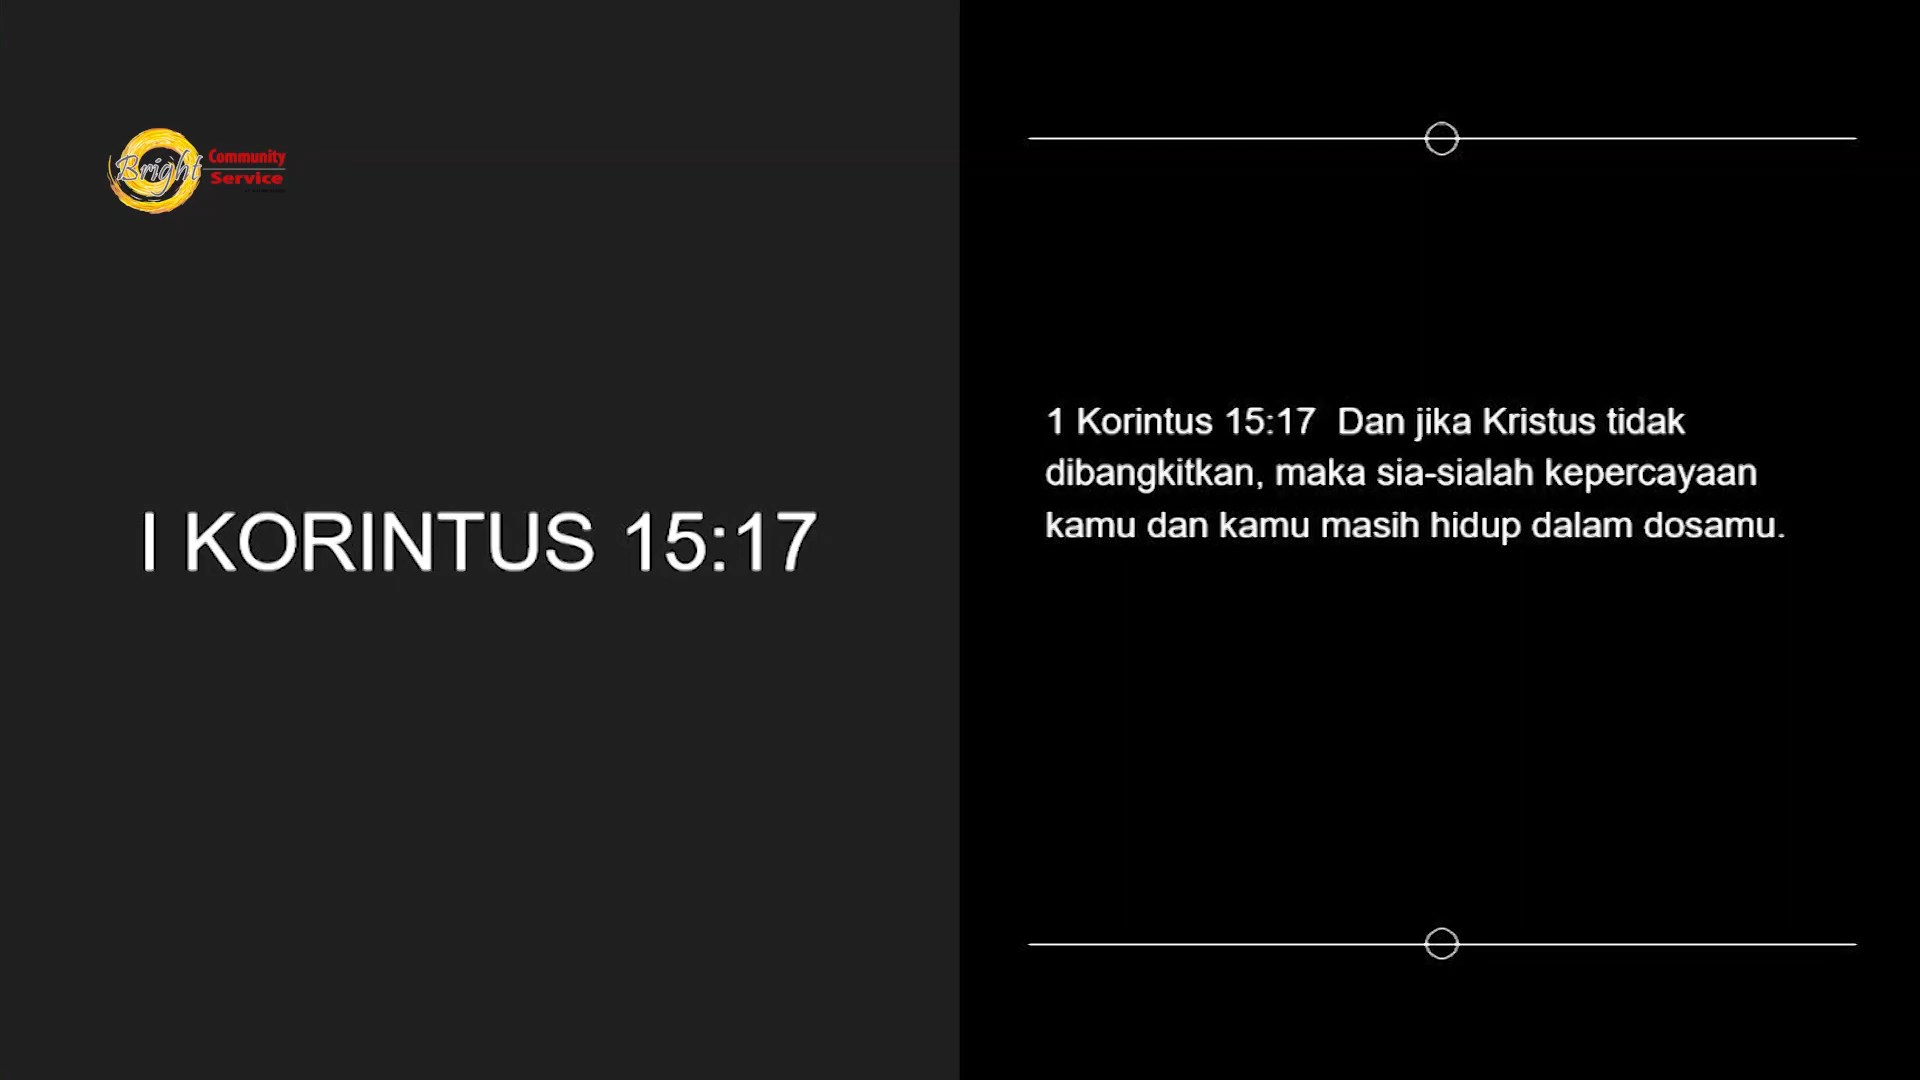 Bright
Community
Service
I KORINTUS 15:17
1 Korintus 15:17  Dan jika Kristus tidak
dibangkitkan, maka sia-sialah kepercayaan
kamu dan kamu masih hidup dalam dosamu.